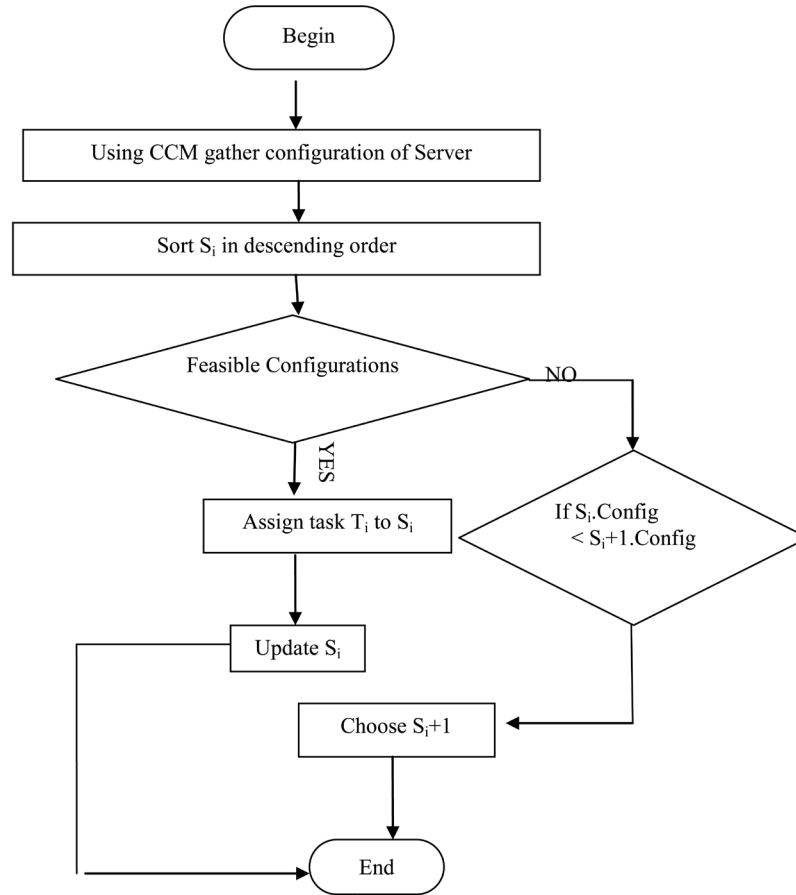 Begin
Using CCM gather configuration of Server
Sort Sᵢ in descending order
Feasible Configurations
NO
YES
If Sᵢ.Config
< Sᵢ+1.Config
Assign task Tᵢ to Sᵢ
Update Sᵢ
Choose Sᵢ+1
End